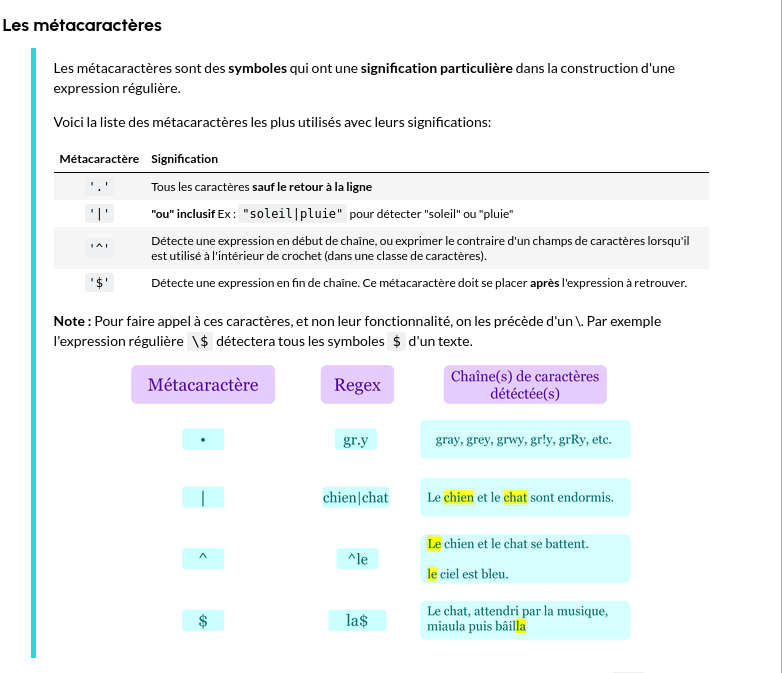 Les métacaractères
Les métacaractères sont des symboles qui ont une signification particulière dans la construction d'une
expression régulière.
Voici la liste des métacaractères les plus utilisés avec leurs significations:
Métacaractère Signification
'.' Tous les caractères sauf le retour à la ligne
'|' "ou" inclusif Ex : "soleil|pluie" pour détecter "soleil" ou "pluie"
'^' Détecte une expression en début de chaîne, ou exprimer le contraire d'un champs de caractères lorsqu'il
est utilisé à l'intérieur de crochet (dans une classe de caractères).
'$' Détecte une expression en fin de chaîne. Ce métacaractère doit se placer après l'expression à retrouver.
Note : Pour faire appel à ces caractères, et non leur fonctionnalité, on les précède d'un \. Par exemple
l'expression régulière \$ détectera tous les symboles $ d'un texte.
Métacaractère Regex Chaîne(s) de caractères
détéctée(s)
• gr.y gray, grey, grwy, gr!y, grRy, etc.
| chien|chat Le chien et le chat sont endormis.
^ ^le Le chien et le chat se battent.
le ciel est bleu.
$ la$ Le chat, attendri par la musique,
miaula puis bâilla